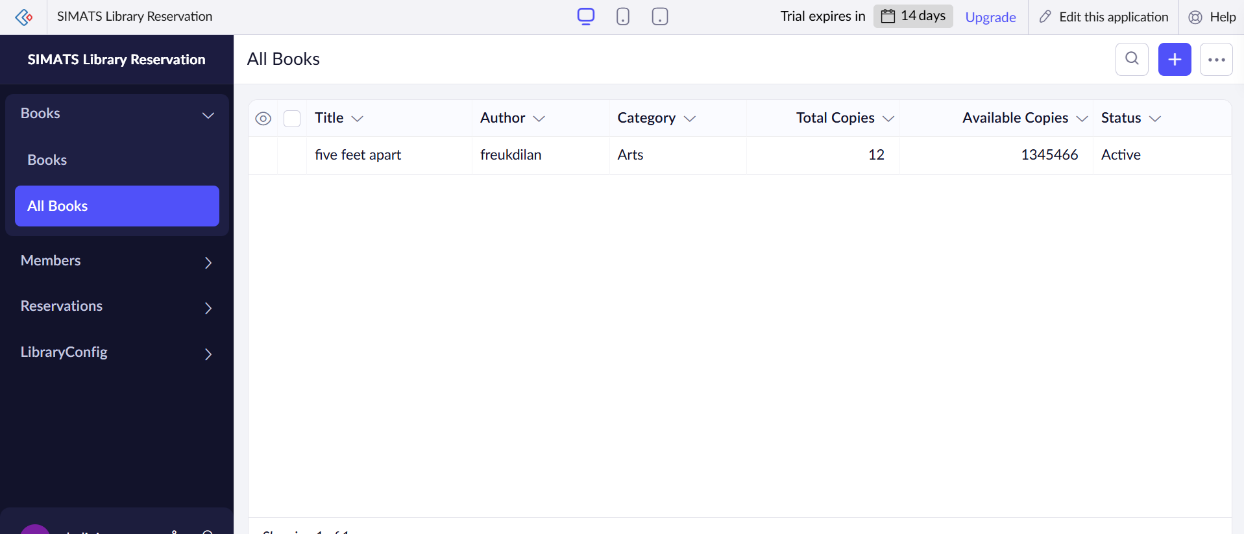 SIMATS Library Reservation
Trial expires in 14 days Upgrade Edit this application Help
SIMATS Library Reservation
All Books
Books
Books
All Books
Members
Reservations
LibraryConfig
Title Author Category Total Copies Available Copies Status
five feet apart freukdilan Arts 12 1345466 Active